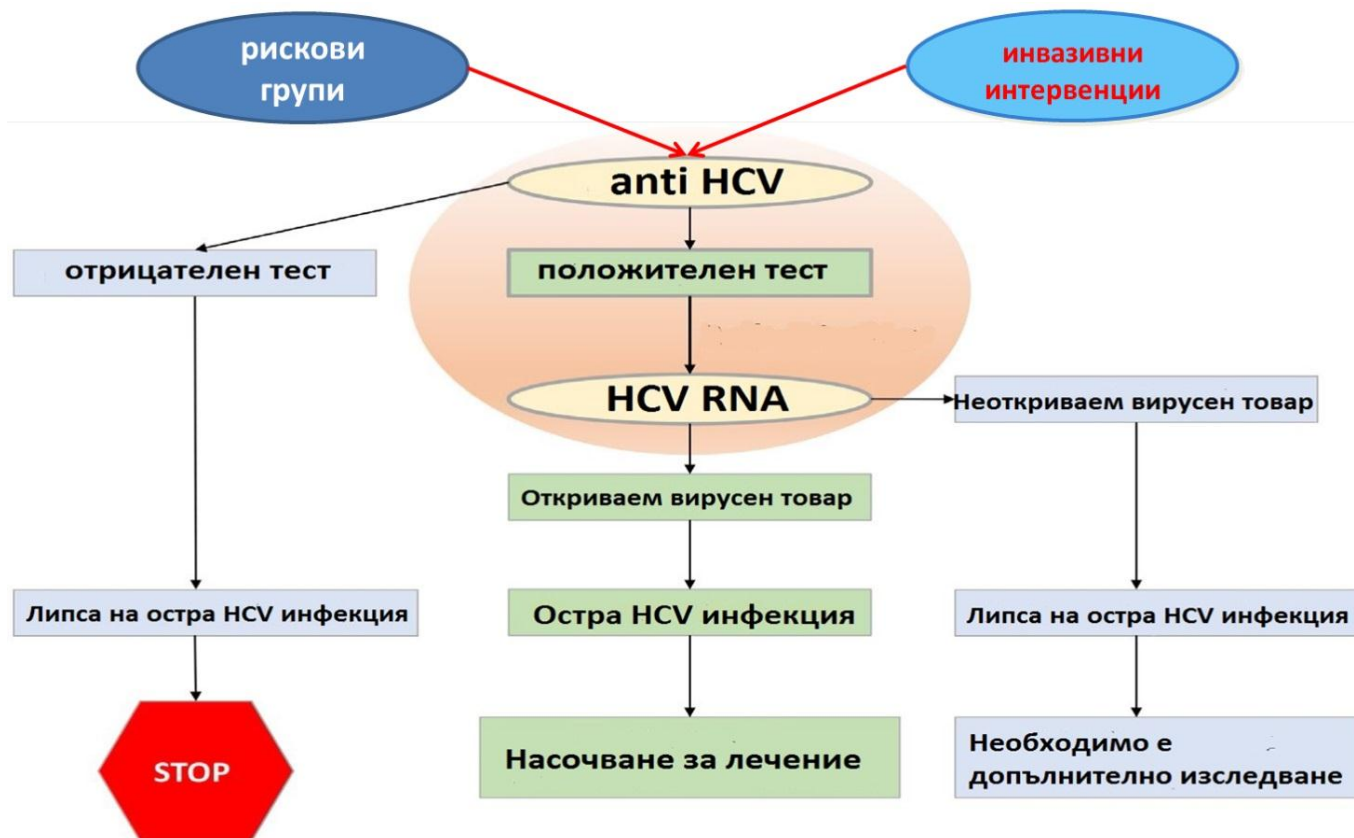 рискови
групи
инвазивни
интервенции
anti HCV
отрицателен тест
положителен тест
HCV RNA
Неоткриваем вирусен товар
Откриваем вирусен товар
Липса на остра HCV инфекция
Остра HCV инфекция
Липса на остра HCV инфекция
STOP
Насочване за лечение
Необходимо е
допълнително изследване